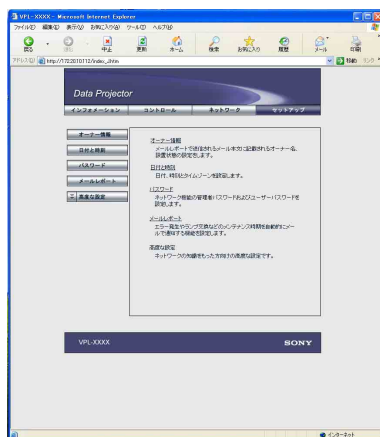 VPL-XXXX - Microsoft Internet Explorer
ファイル(F) 編集(E) 表示(V) お気に入り(A) ツール(T) ヘルプ(H)
戻る 中止 更新 ホーム 検索 お気に入り 履歴 メール 印刷
アドレス(D) 移動 リンク
Data Projector
インフォメーション コントロール ネットワーク セットアップ
オーナー情報
日付と時刻
パスワード
メールレポート
高度な設定
オーナー情報
メールレポートで送信されるメール本文に記載されるオーナー名、
設置状態の設定をします。
日付と時刻
日付、時刻とタイムゾーンを設定します。
パスワード
ネットワーク機能の管理者パスワードおよびユーザーパスワードを
設定します。
メールレポート
エラー発生やランプ交換などのメンテナンス時期を自動的にメー
ルで通知する機能を設定します。
高度な設定
ネットワークの知識をもった方向けの高度な設定です。
VPL-XXXX SONY
インターネット